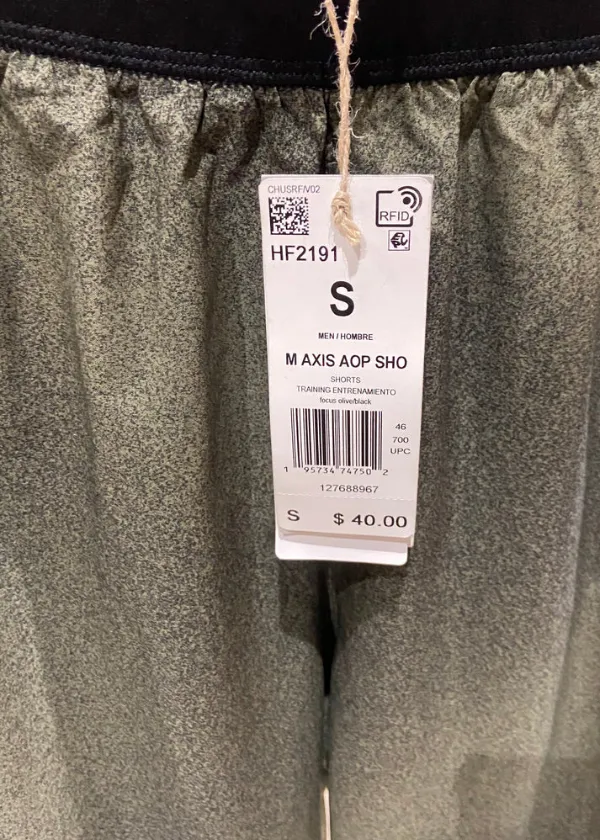 CHUSRF/V02
RFID
HF2191
S
MEN / HOMBRE
M AXIS AOP SHO
SHORTS
TRAINING ENTRENAMIENTO
focus olive/black
46
700
UPC
1 95734 74750 2
127688967
S $ 40.00